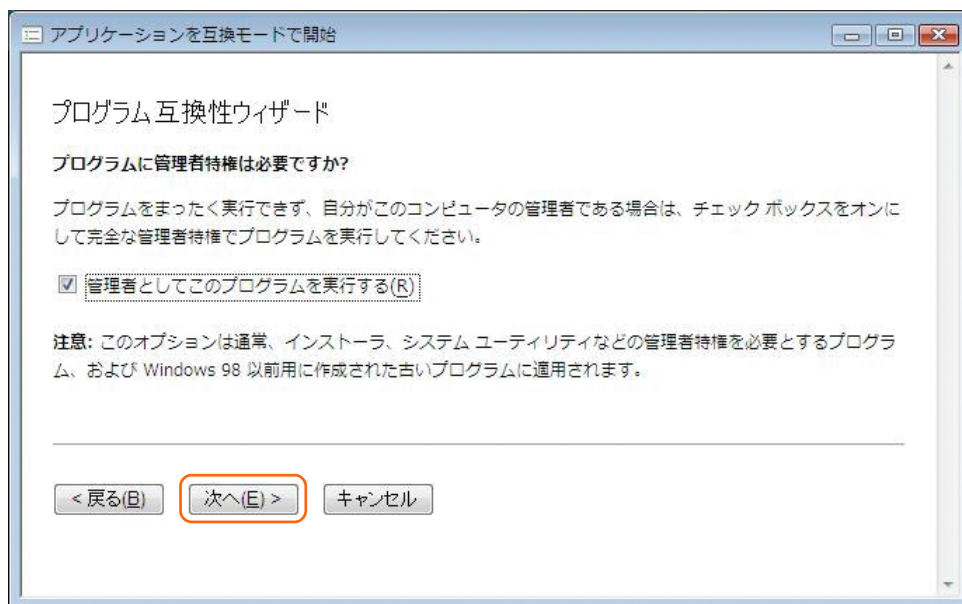 アプリケーションを互換モードで開始
プログラム互換性ウィザード
プログラムに管理者特権は必要ですか?
プログラムをまったく実行できず、自分がこのコンピュータの管理者である場合は、チェック ボックスをオンに
して完全な管理者特権でプログラムを実行してください。
管理者としてこのプログラムを実行する(R)
注意: このオプションは通常、インストーラ、システム ユーティリティなどの管理者特権を必要とするプログラ
ム、および Windows 98 以前用に作成された古いプログラムに適用されます。
< 戻る(B) 次へ(E) > キャンセル